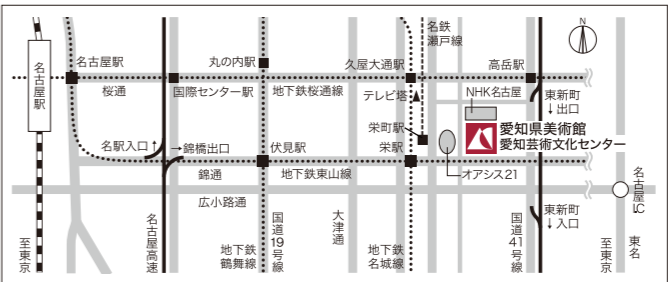 名鉄
瀬戸線
N
名古屋駅
名古屋駅
丸の内駅
久屋大通駅
高岳駅
桜通
国際センター駅
地下鉄桜通線
テレビ塔
NHK名古屋
東新町
↓出口
栄町駅
愛知県美術館
愛知芸術文化センター
名駅入口↑
→錦橋出口
伏見駅
栄駅
錦通
地下鉄東山線
オアシス21
広小路通
名古屋IC
至東京
名古屋高速
地下鉄
鶴舞線
国道19号線
大津通
地下鉄
名城線
国道41号線
東新町
↓入口
至東京
東名